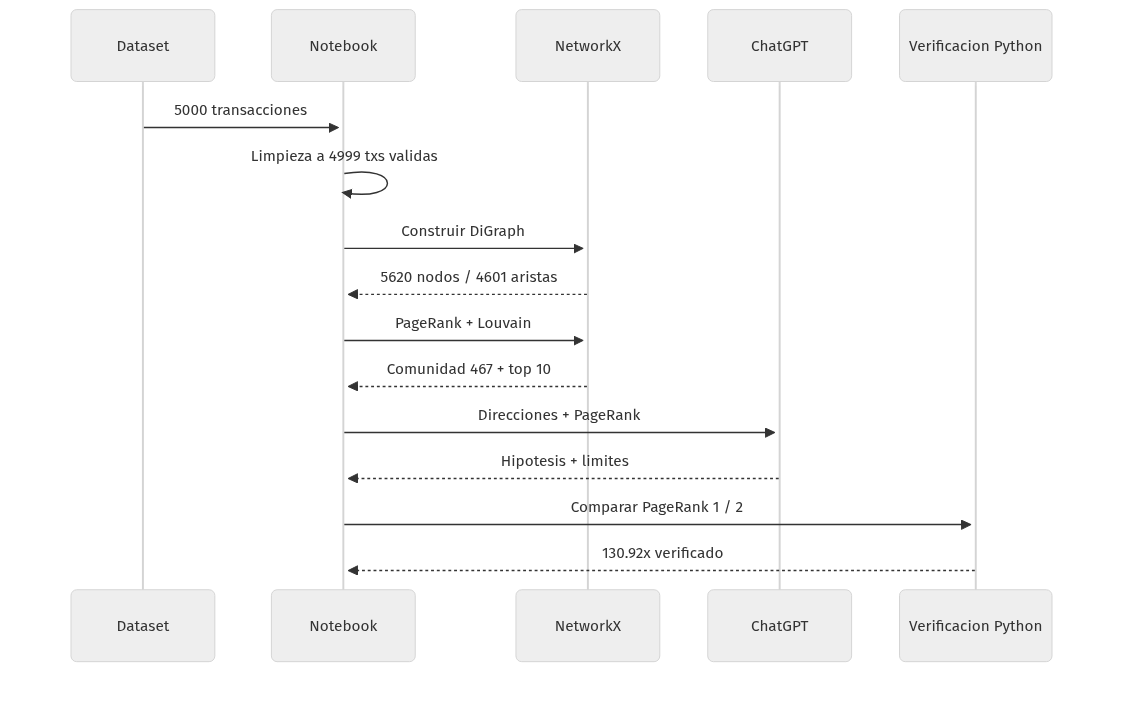 Dataset
Notebook
NetworkX
ChatGPT
Verificacion Python
5000 transacciones
Limpieza a 4999 txs validas
Construir DiGraph
5620 nodos / 4601 aristas
PageRank + Louvain
Comunidad 467 + top 10
Direcciones + PageRank
Hipotesis + limites
Comparar PageRank 1 / 2
130.92x verificado
Dataset
Notebook
NetworkX
ChatGPT
Verificacion Python